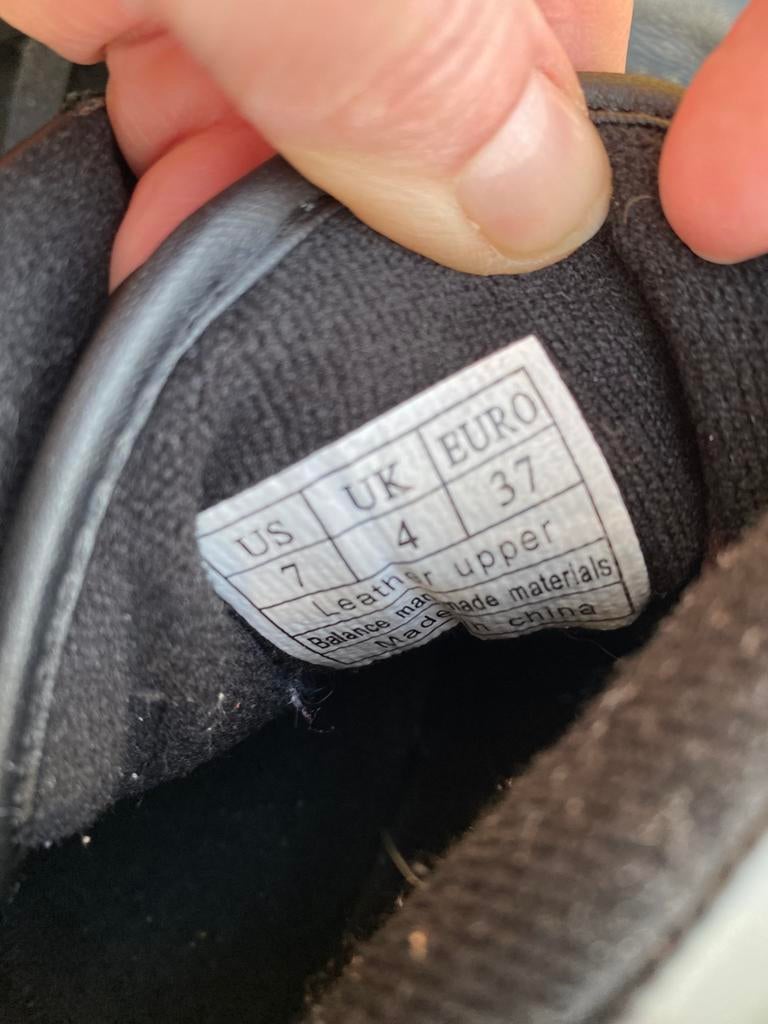 US UK EURO
7 4 37
Leather upper
Balance man made materials
Made in china